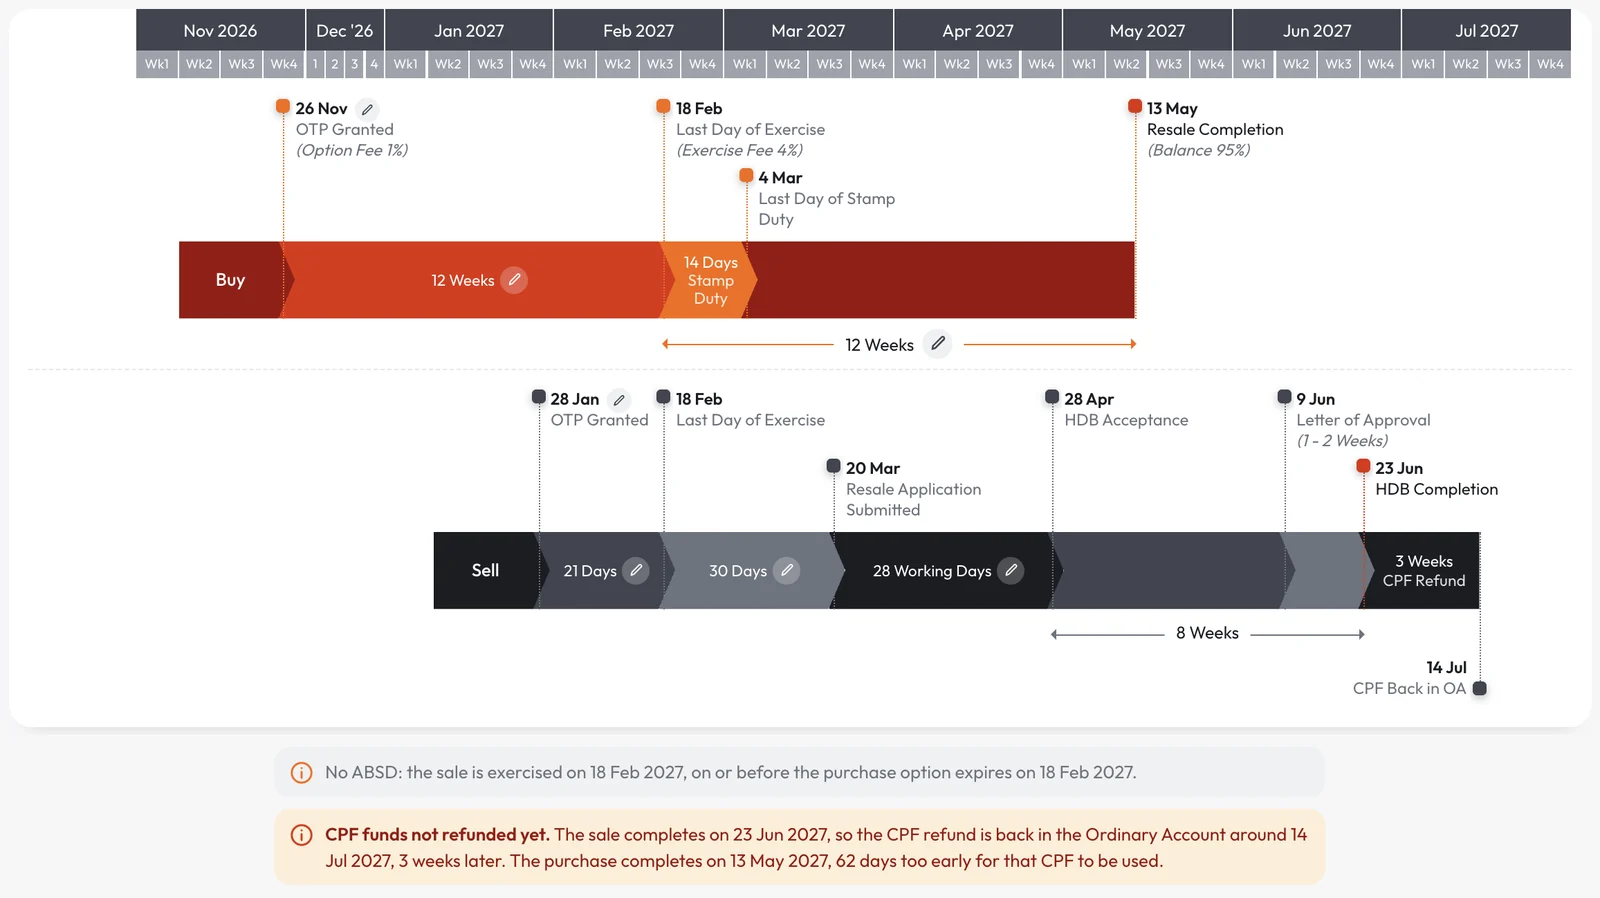 Nov 2026 Dec '26 Jan 2027 Feb 2027 Mar 2027 Apr 2027 May 2027 Jun 2027 Jul 2027
Wk1 Wk2 Wk3 Wk4 1 2 3 4 Wk1 Wk2 Wk3 Wk4 Wk1 Wk2 Wk3 Wk4 Wk1 Wk2 Wk3 Wk4 Wk1 Wk2 Wk3 Wk4 Wk1 Wk2 Wk3 Wk4 Wk1 Wk2 Wk3 Wk4 Wk1 Wk2 Wk3 Wk4
26 Nov
OTP Granted
(Option Fee 1%)
18 Feb
Last Day of Exercise
(Exercise Fee 4%)
4 Mar
Last Day of Stamp
Duty
13 May
Resale Completion
(Balance 95%)
Buy
12 Weeks
14 Days
Stamp
Duty
12 Weeks
28 Jan
OTP Granted
18 Feb
Last Day of Exercise
20 Mar
Resale Application
Submitted
28 Apr
HDB Acceptance
9 Jun
Letter of Approval
(1 - 2 Weeks)
23 Jun
HDB Completion
Sell
21 Days
30 Days
28 Working Days
3 Weeks
CPF Refund
8 Weeks
14 Jul
CPF Back in OA
No ABSD: the sale is exercised on 18 Feb 2027, on or before the purchase option expires on 18 Feb 2027.
CPF funds not refunded yet. The sale completes on 23 Jun 2027, so the CPF refund is back in the Ordinary Account around 14
Jul 2027, 3 weeks later. The purchase completes on 13 May 2027, 62 days too early for that CPF to be used.